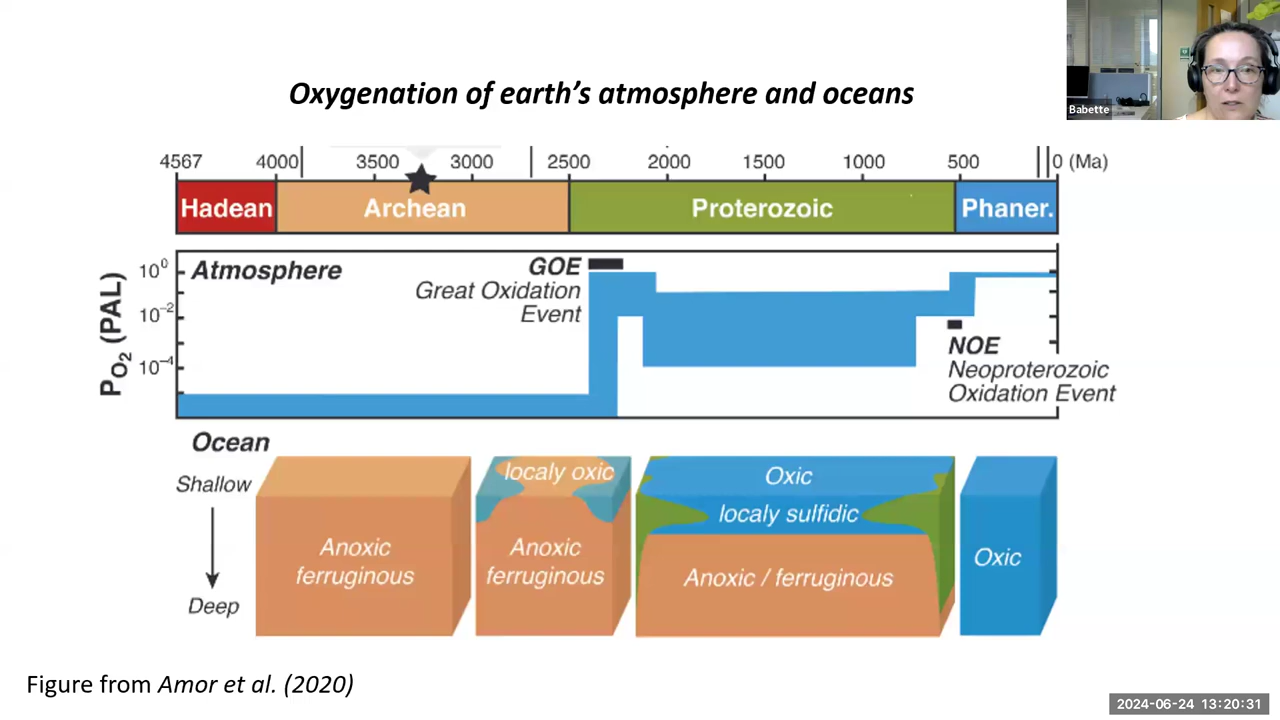 Oxygenation of earth’s atmosphere and oceans
Babette
4567 4000 3500 3000 2500 2000 1500 1000 500 0 (Ma)
Hadean Archean Proterozoic Phaner.
Atmosphere
GOE
Great Oxidation
Event
NOE
Neoproterozoic
Oxidation Event
PO2 (PAL)
10⁰
10⁻²
10⁻⁴
Ocean
Shallow
Deep
Anoxic
ferruginous
localy oxic
Anoxic
ferruginous
Oxic
localy sulfidic
Anoxic / ferruginous
Oxic
Figure from Amor et al. (2020)
2024-06-24 13:20:31